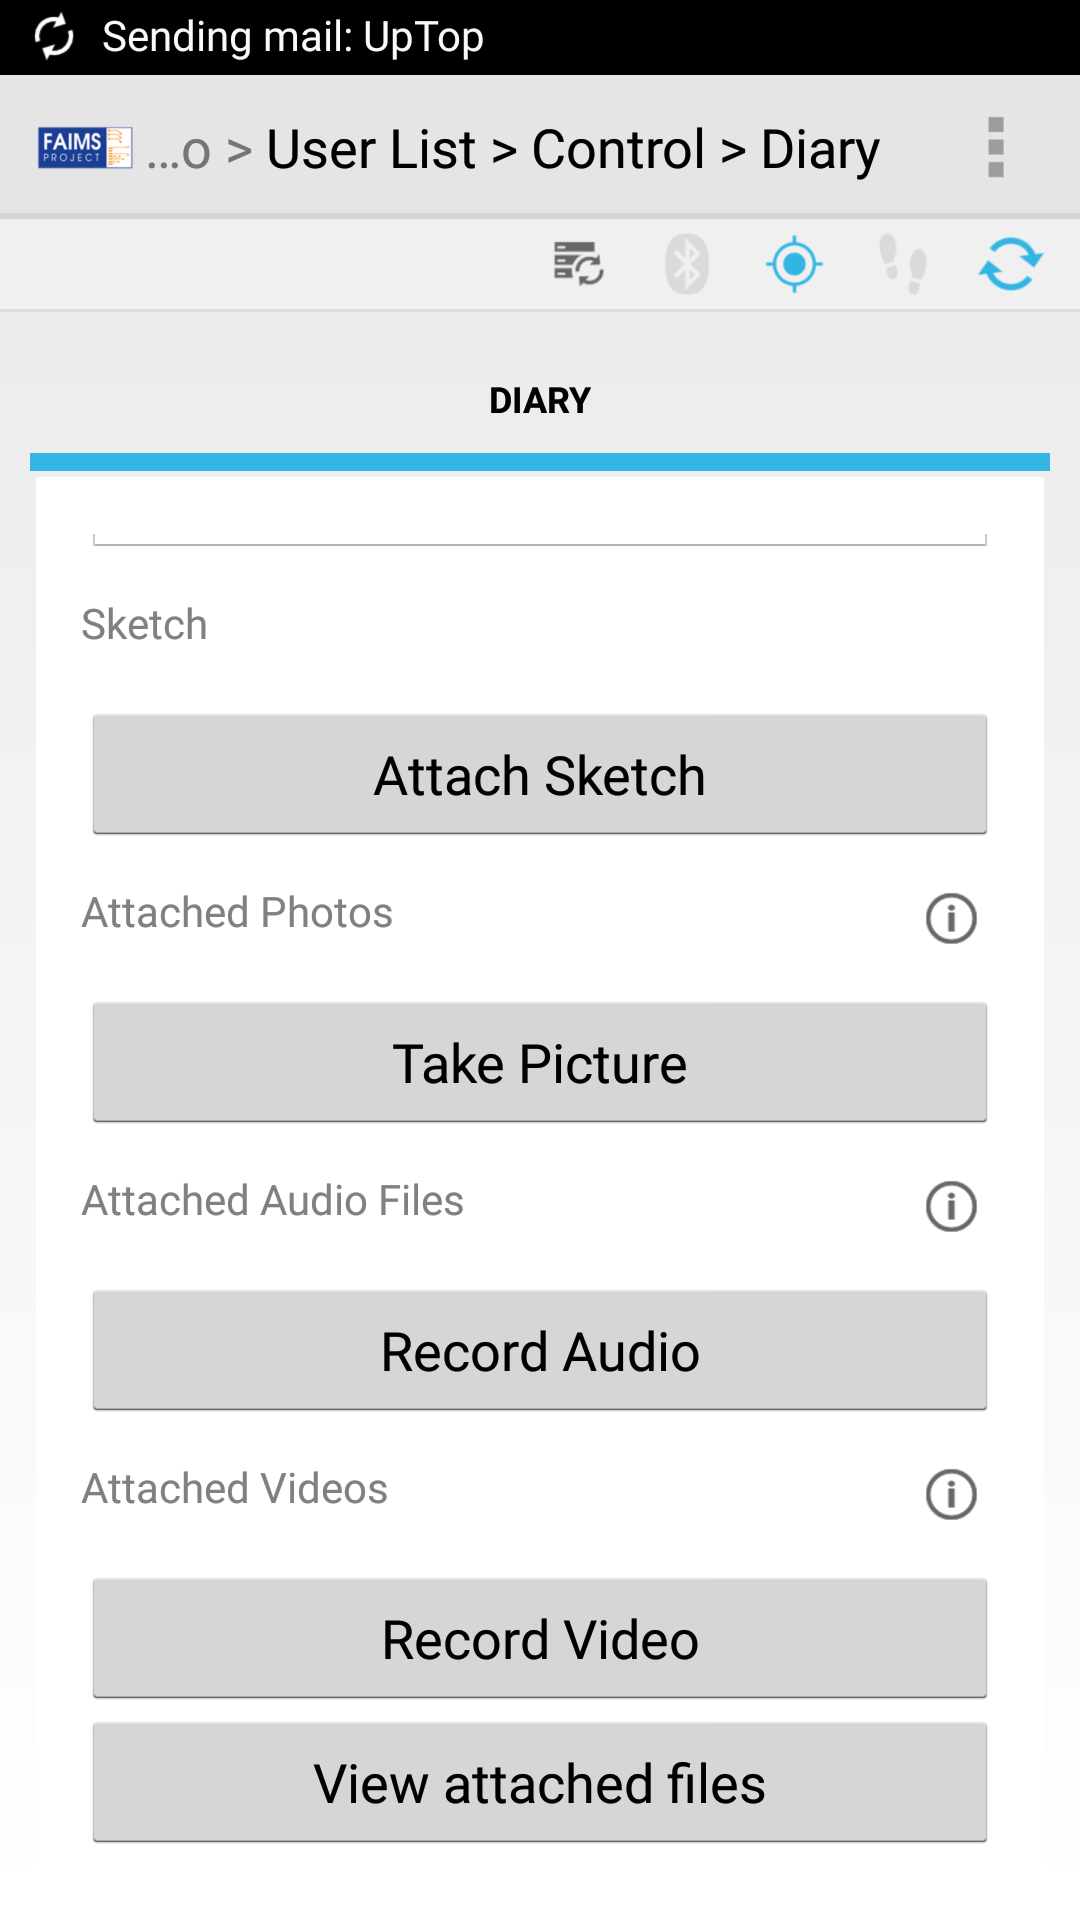 Sending mail: UpTop
FAIMS
PROJECT
...o > User List > Control > Diary
DIARY
Sketch
Attach Sketch
Attached Photos
Take Picture
Attached Audio Files
Record Audio
Attached Videos
Record Video
View attached files